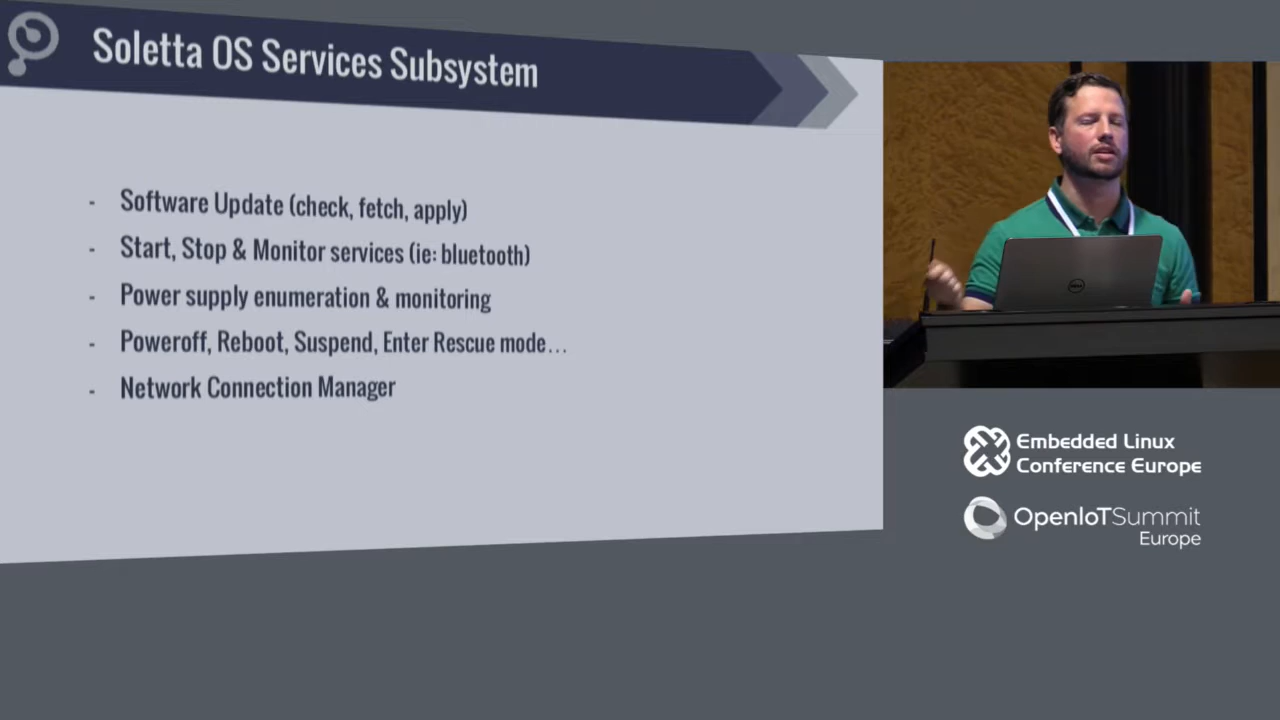 Soletta OS Services Subsystem
- Software Update (check, fetch, apply)
- Start, Stop & Monitor services (ie: bluetooth)
- Power supply enumeration & monitoring
- Poweroff, Reboot, Suspend, Enter Rescue mode...
- Network Connection Manager
DELL
Embedded Linux
Conference Europe
OpenIoTSummit
Europe